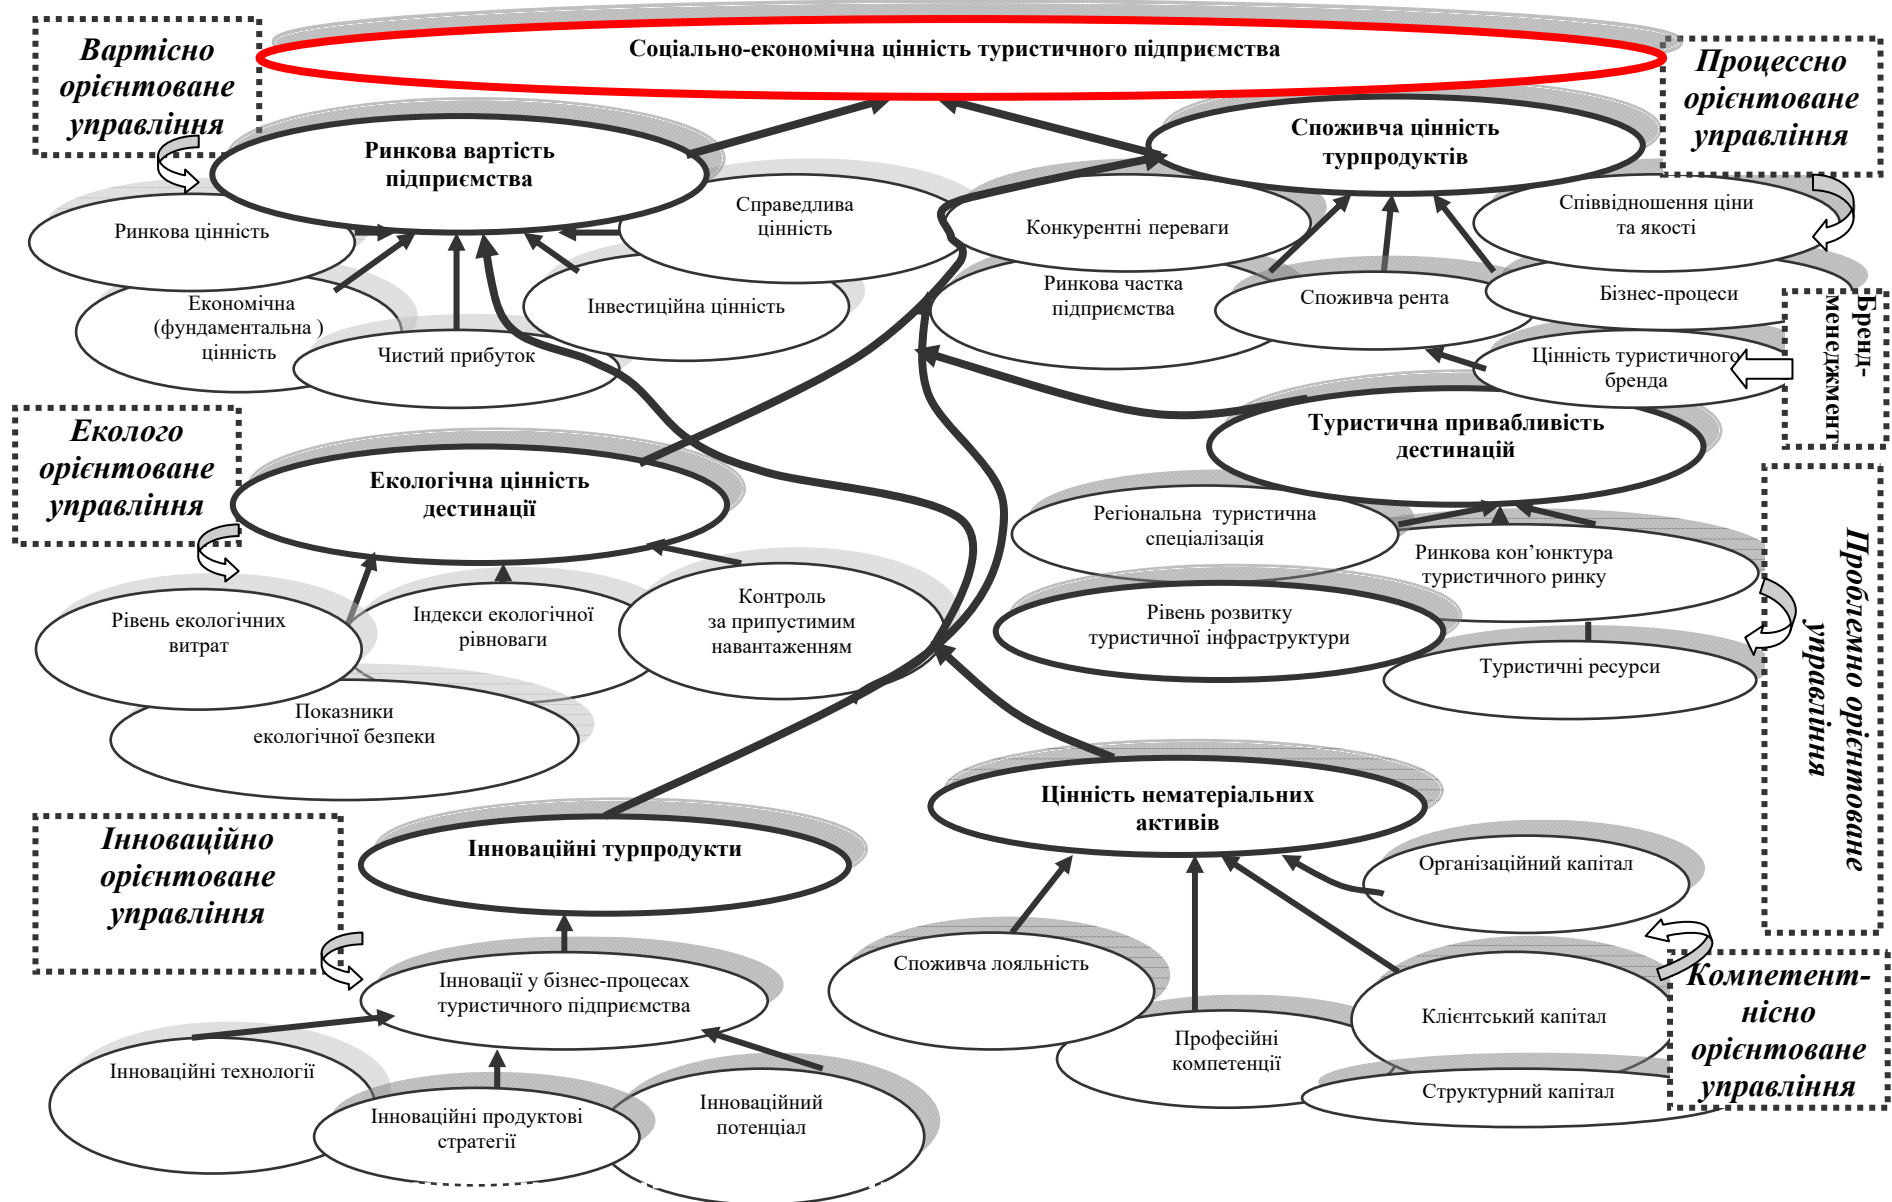 Соціально-економічна цінність туристичного підприємства
Вартісно
орієнтоване
управління
Процессно
орієнтоване
управління
Ринкова вартість
підприємства
Споживча цінність
турпродуктів
Ринкова цінність
Справедлива
цінність
Конкурентні переваги
Співвідношення ціни
та якості
Економічна
(фундаментальна )
цінність
Інвестиційна цінність
Чистий прибуток
Ринкова частка
підприємства
Споживча рента
Бізнес-процеси
Цінність туристичного
бренда
Бренд-
менеджмент
Еколого
орієнтоване
управління
Екологічна цінність
дестинації
Туристична привабливість
дестинацій
Регіональна  туристична
спеціалізація
Ринкова кон’юнктура
туристичного ринку
Рівень розвитку
туристичної інфраструктури
Туристичні ресурси
Проблемно орієнтоване
управління
Рівень екологічних
витрат
Індекси екологічної
рівноваги
Контроль
за припустимим
навантаженням
Показники
екологічної безпеки
Інноваційно
орієнтоване
управління
Інноваційні турпродукти
Цінність нематеріальних
активів
Організаційний капітал
Інновації у бізнес-процесах
туристичного підприємства
Споживча лояльність
Професійні
компетенції
Клієнтський капітал
Структурний капітал
Компетент-
нісно
орієнтоване
управління
Інноваційні технології
Інноваційні продуктові
стратегії
Інноваційний
потенціал